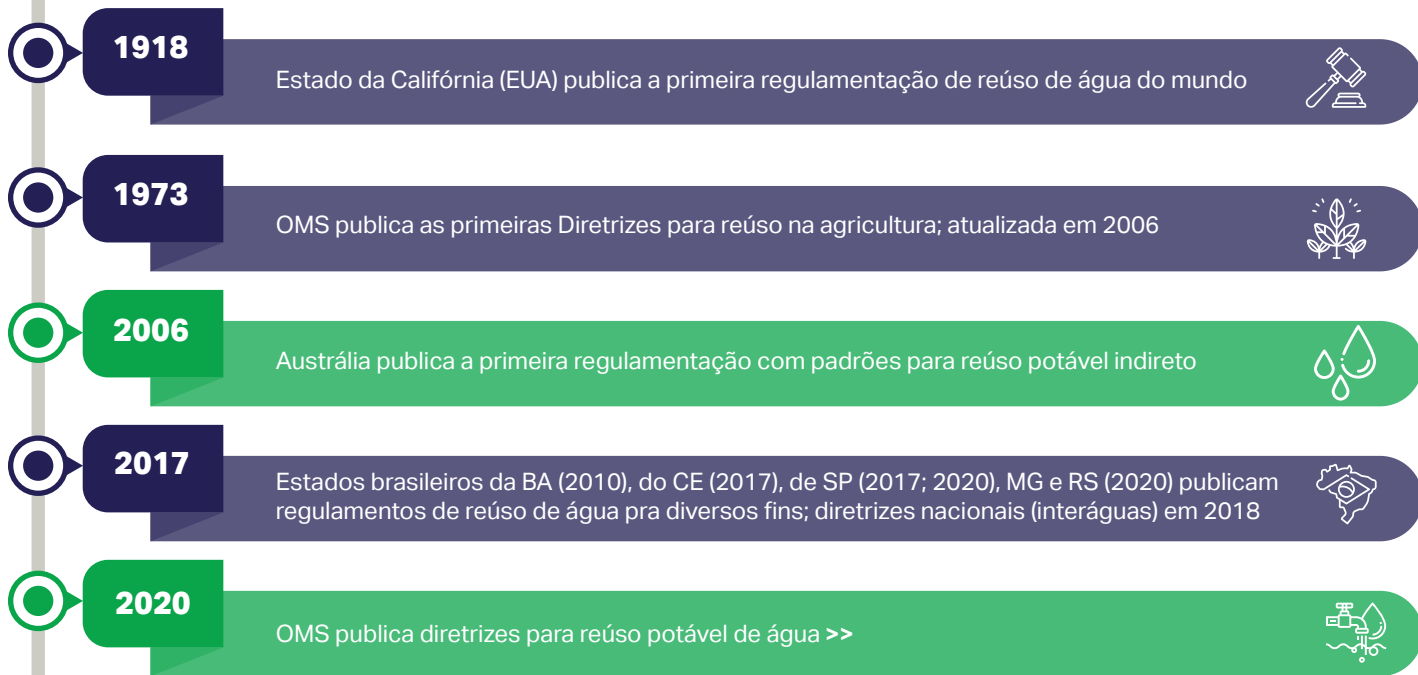 1918
Estado da Califórnia (EUA) publica a primeira regulamentação de reúso de água do mundo
1973
OMS publica as primeiras Diretrizes para reúso na agricultura; atualizada em 2006
2006
Austrália publica a primeira regulamentação com padrões para reúso potável indireto
2017
Estados brasileiros da BA (2010), do CE (2017), de SP (2017; 2020), MG e RS (2020) publicam
regulamentos de reúso de água pra diversos fins; diretrizes nacionais (interáguas) em 2018
2020
OMS publica diretrizes para reúso potável de água >>